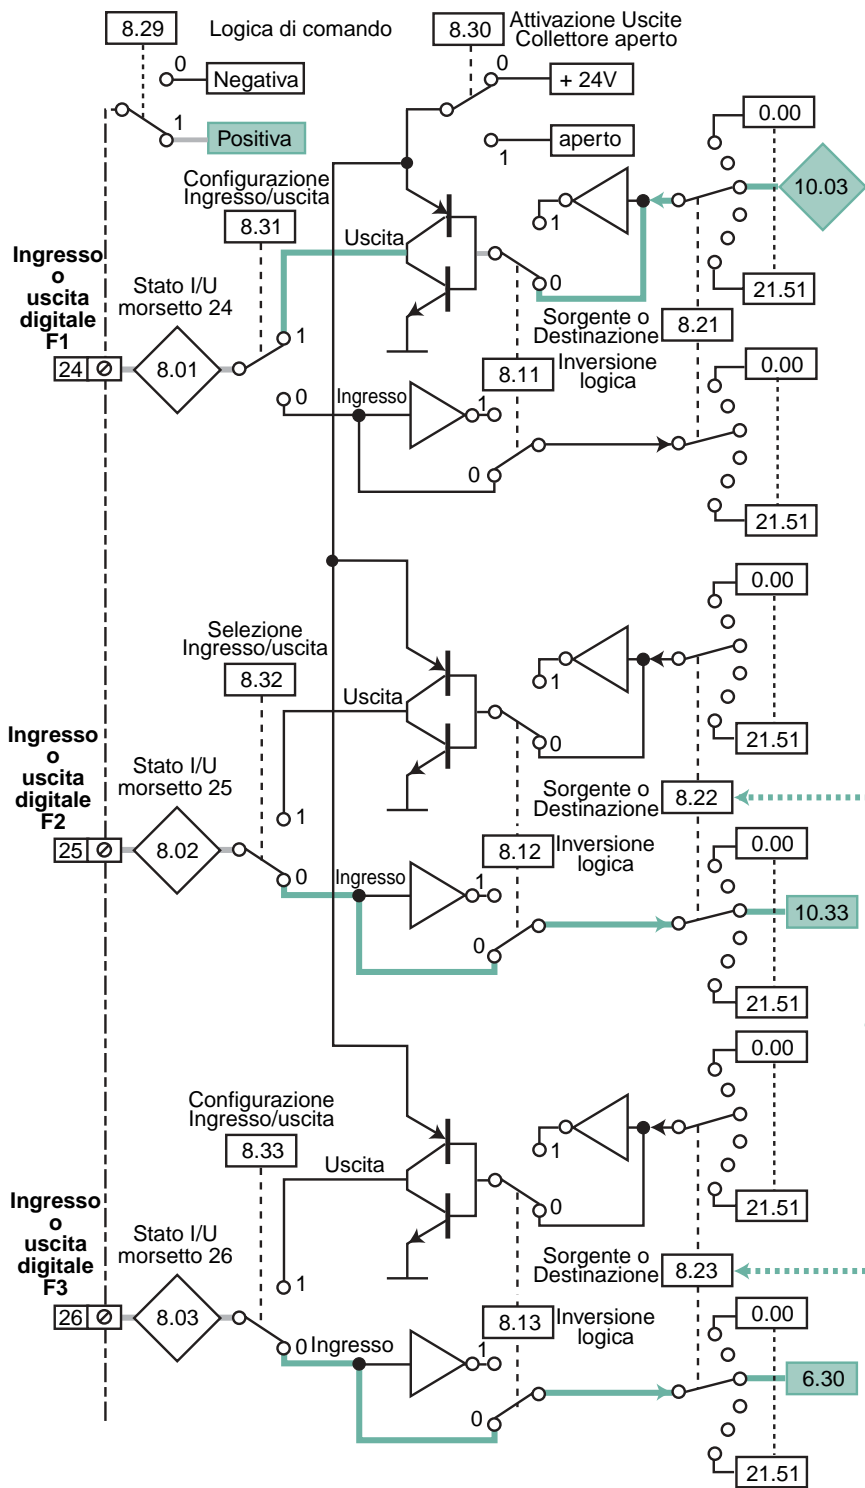 8.29
Logica di comando
8.30
Attivazione Uscite
Collettore aperto
0
Negativa
1
Positiva
0
+ 24V
aperto
1
0.00
10.03
21.51
Configurazione
Ingresso/uscita
8.31
Uscita
1
0
Ingresso
o
uscita
digitale
F1
Stato I/U
morsetto 24
24
8.01
1
0
Ingresso
1
0
Sorgente o
Destinazione
8.21
8.11
Inversione
logica
0.00
21.51
Selezione
Ingresso/uscita
8.32
Uscita
1
0
0.00
21.51
Ingresso
o
uscita
digitale
F2
Stato I/U
morsetto 25
25
8.02
1
0
Ingresso
1
0
Sorgente o
Destinazione
8.22
8.12
Inversione
logica
0.00
10.33
21.51
Configurazione
Ingresso/uscita
8.33
Uscita
1
0
0.00
21.51
Ingresso
o
uscita
digitale
F3
Stato I/U
morsetto 26
26
8.03
1
0
Ingresso
1
0
Sorgente o
Destinazione
8.23
8.13
Inversione
logica
0.00
6.30
21.51